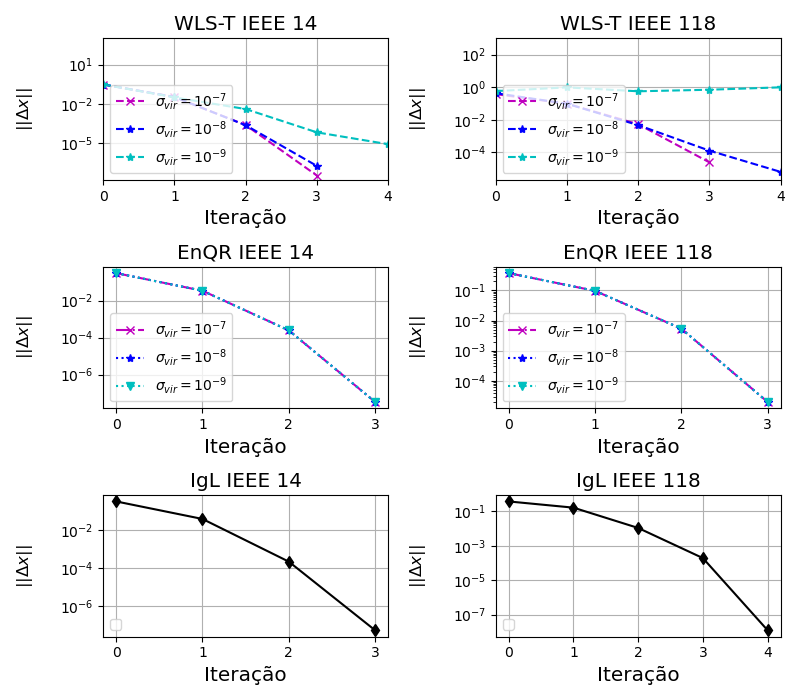 WLS-T IEEE 14
||Δx||
10¹
10⁻²
10⁻⁵
σ_vir = 10⁻⁷
σ_vir = 10⁻⁸
σ_vir = 10⁻⁹
0 1 2 3 4
Iteração
WLS-T IEEE 118
||Δx||
10²
10⁰
10⁻²
10⁻⁴
σ_vir = 10⁻⁷
σ_vir = 10⁻⁸
σ_vir = 10⁻⁹
0 1 2 3 4
Iteração
EnQR IEEE 14
||Δx||
10⁻²
10⁻⁴
10⁻⁶
σ_vir = 10⁻⁷
σ_vir = 10⁻⁸
σ_vir = 10⁻⁹
0 1 2 3
Iteração
EnQR IEEE 118
||Δx||
10⁻¹
10⁻²
10⁻³
10⁻⁴
σ_vir = 10⁻⁷
σ_vir = 10⁻⁸
σ_vir = 10⁻⁹
0 1 2 3
Iteração
IgL IEEE 14
||Δx||
10⁻²
10⁻⁴
10⁻⁶
0 1 2 3
Iteração
IgL IEEE 118
||Δx||
10⁻¹
10⁻³
10⁻⁵
10⁻⁷
0 1 2 3 4
Iteração